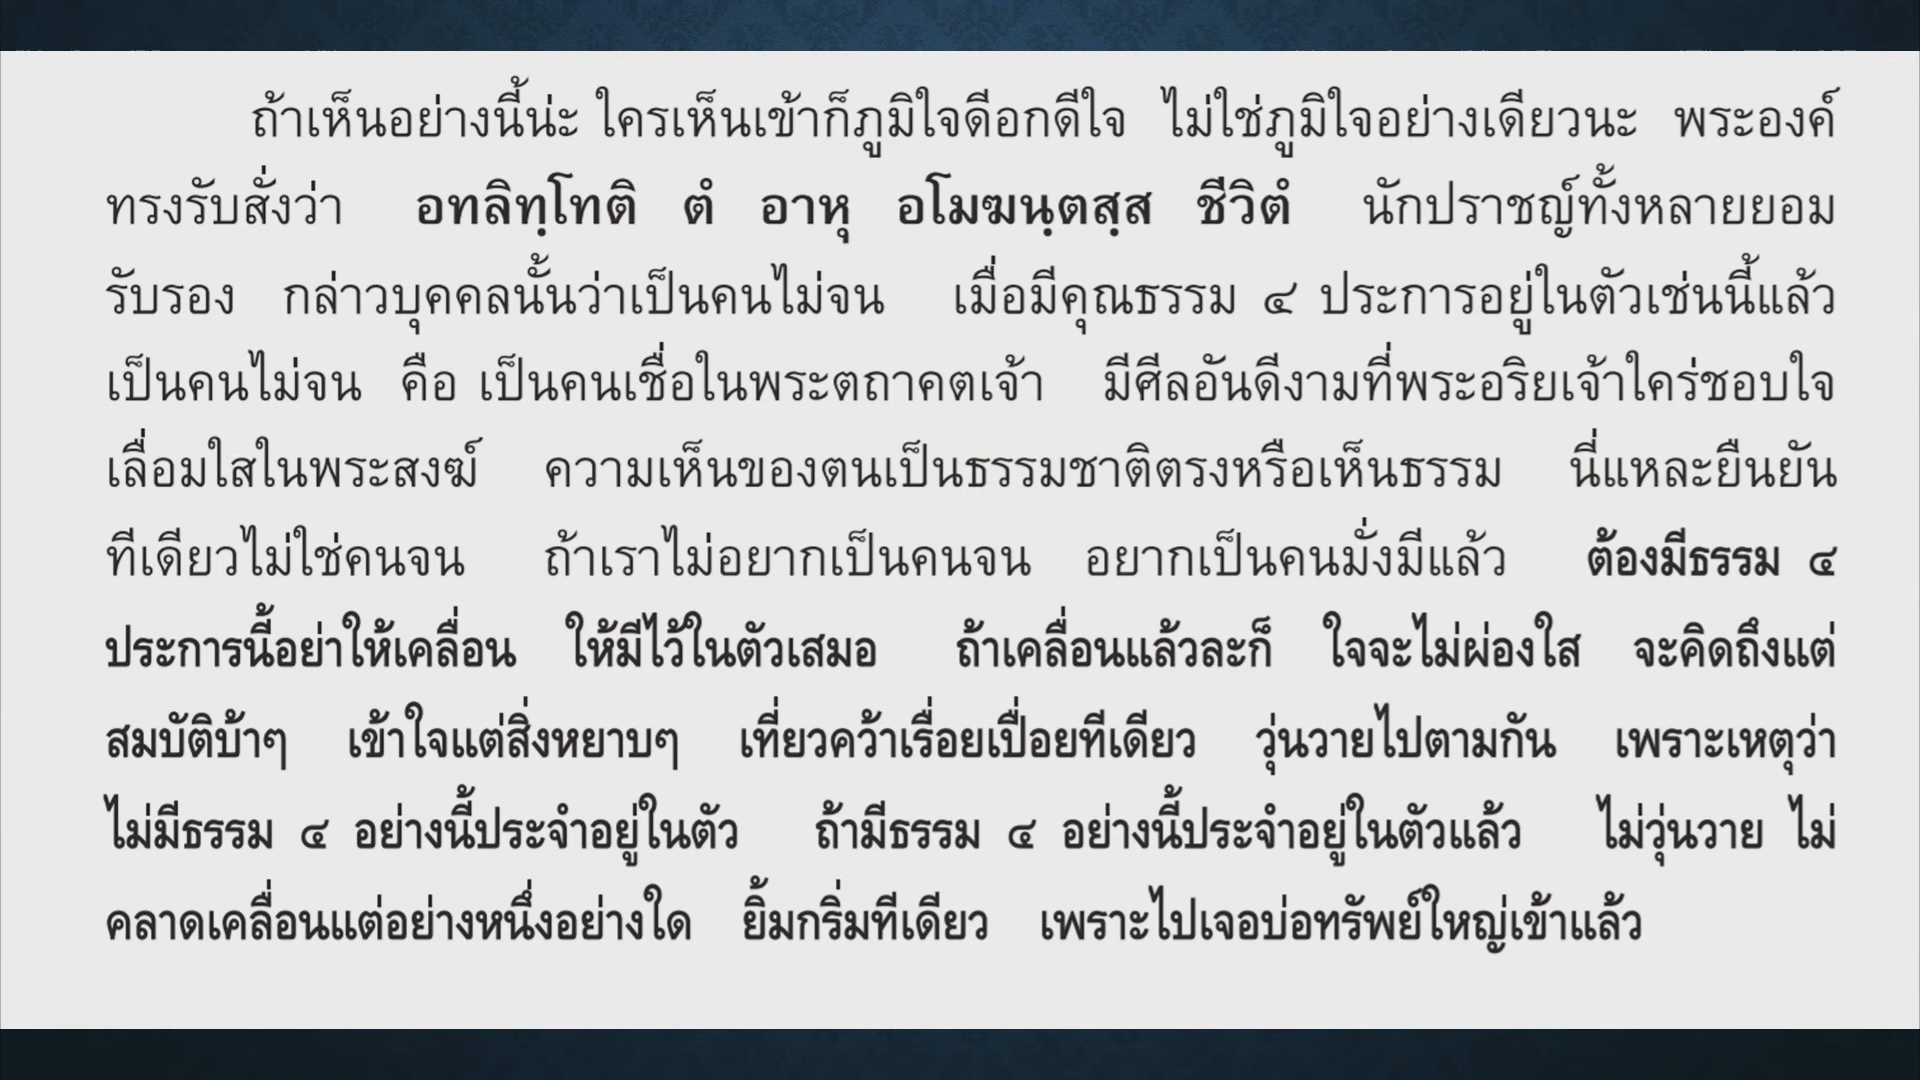 ถ้าเห็นอย่างนี้น่ะ ใครเห็นเข้าก็ภูมิใจดีอกดีใจ ไม่ใช่ภูมิใจอย่างเดียวนะ พระองค์
ทรงรับสั่งว่า อทลิทฺโทติ ตํ อาหุ อโมฆนฺตสฺส ชีวิตํ นักปราชญ์ทั้งหลายยอม
รับรอง กล่าวบุคคลนั้นว่าเป็นคนไม่จน เมื่อมีคุณธรรม ๔ ประการอยู่ในตัวเช่นนี้แล้ว
เป็นคนไม่จน คือ เป็นคนเชื่อในพระตถาคตเจ้า มีศีลอันดีงามที่พระอริยเจ้าใคร่ชอบใจ
เลื่อมใสในพระสงฆ์ ความเห็นของตนเป็นธรรมชาติตรงหรือเห็นธรรม นี่แหละยืนยัน
ทีเดียวไม่ใช่คนจน ถ้าเราไม่อยากเป็นคนจน อยากเป็นคนมั่งมีแล้ว ต้องมีธรรม ๔
ประการนี้อย่าให้เคลื่อน ให้มีไว้ในตัวเสมอ ถ้าเคลื่อนแล้วละก็ ใจจะไม่ผ่องใส จะคิดถึงแต่
สมบัติบ้าๆ เข้าใจแต่สิ่งหยาบๆ เที่ยวคว้าเรื่อยเปื่อยทีเดียว วุ่นวายไปตามกัน เพราะเหตุว่า
ไม่มีธรรม ๔ อย่างนี้ประจำอยู่ในตัว ถ้ามีธรรม ๔ อย่างนี้ประจำอยู่ในตัวแล้ว ไม่วุ่นวาย ไม่
คลาดเคลื่อนแต่อย่างหนึ่งอย่างใด ยิ้มกริ่มทีเดียว เพราะไปเจอบ่อทรัพย์ใหญ่เข้าแล้ว